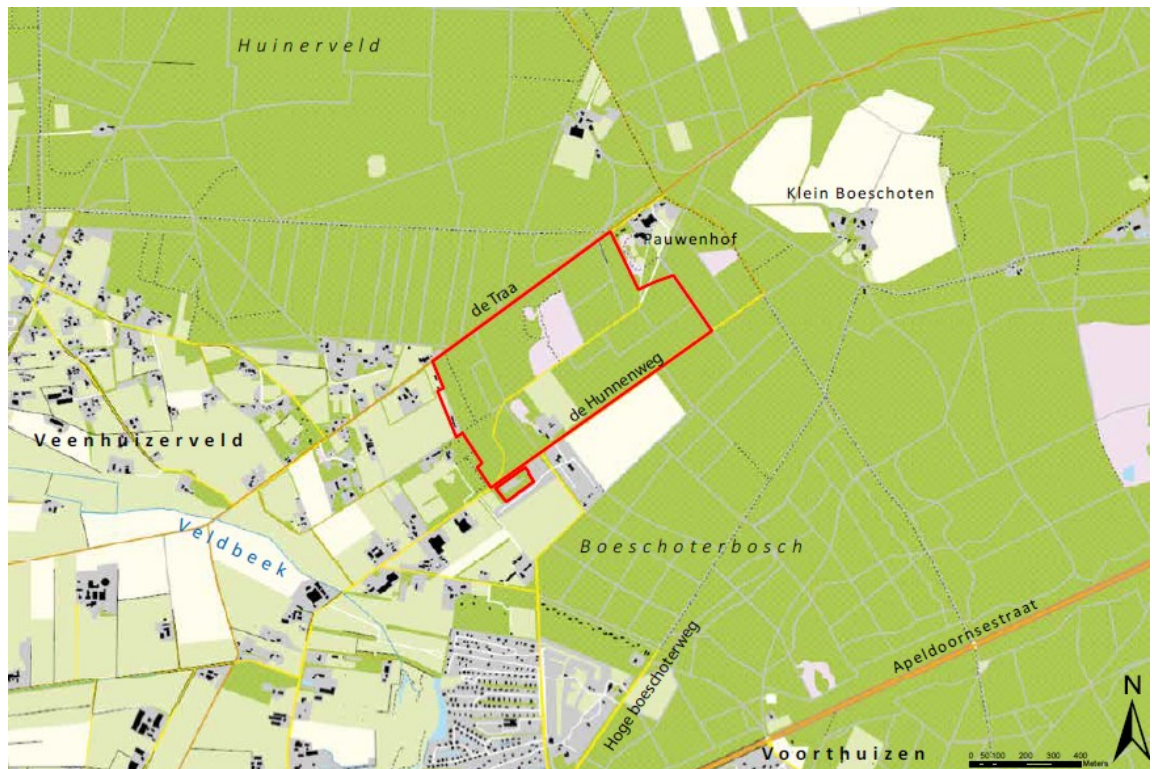 Huinerveld
Klein Boeschoten
Pauwenhof
de Traa
de Hunnenweg
Veenhuizerveld
Veldbeek
Boeschoterbosch
Hoge boeschoterweg
Apeldoornsestraat
Voorthuizen
N
0 50 100 200 300 400
Meters